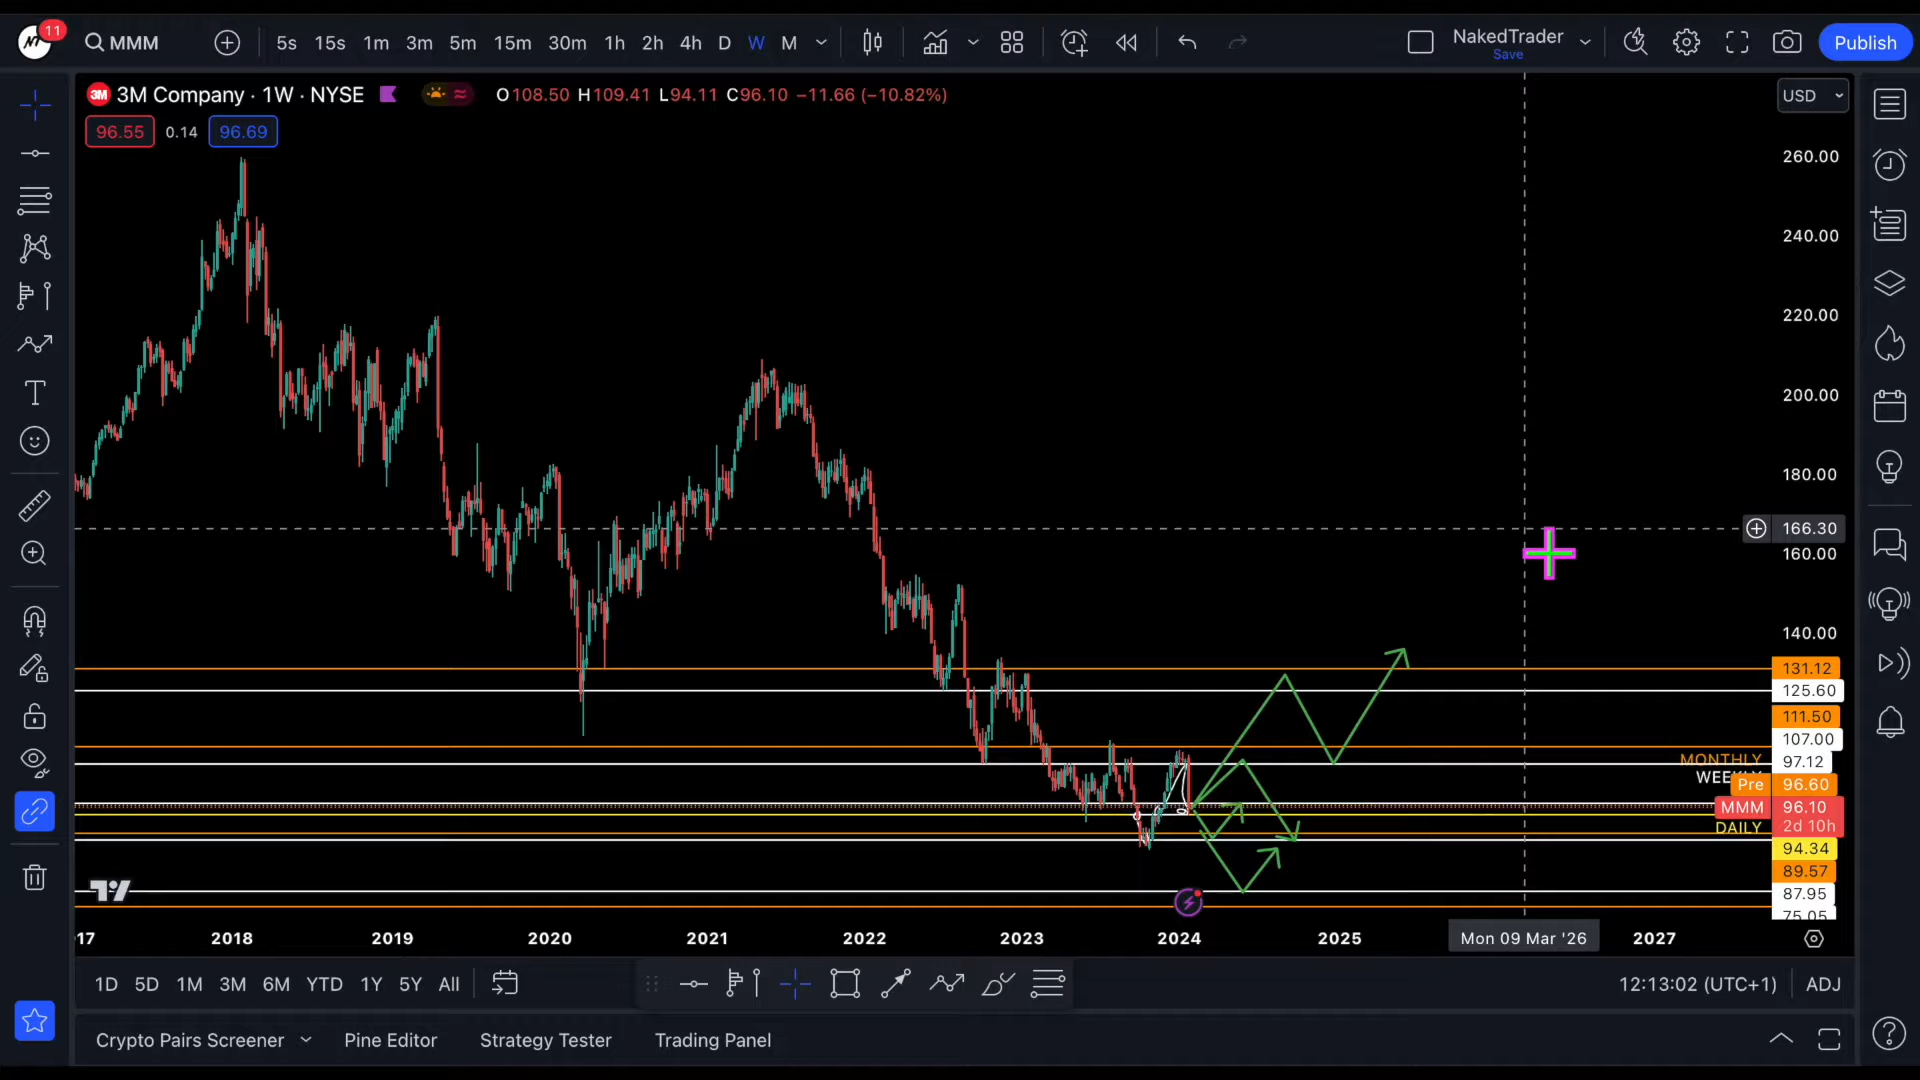 11
MMM
5s 15s 1m 3m 5m 15m 30m 1h 2h 4h D W M
NakedTrader
Save
Publish
3M 3M Company · 1W · NYSE O108.50 H109.41 L94.11 C96.10 −11.66 (−10.82%)
USD
96.55 0.14 96.69
260.00
240.00
220.00
200.00
180.00
166.30
160.00
140.00
131.12
125.60
111.50
107.00
MONTHLY 97.12
Pre 96.60
MMM 96.10
2d 10h
DAILY
94.34
89.57
87.95
75.05
2018 2019 2020 2021 2022 2023 2024 2025 Mon 09 Mar '26 2027
1D 5D 1M 3M 6M YTD 1Y 5Y All
12:13:02 (UTC+1) ADJ
Crypto Pairs Screener Pine Editor Strategy Tester Trading Panel